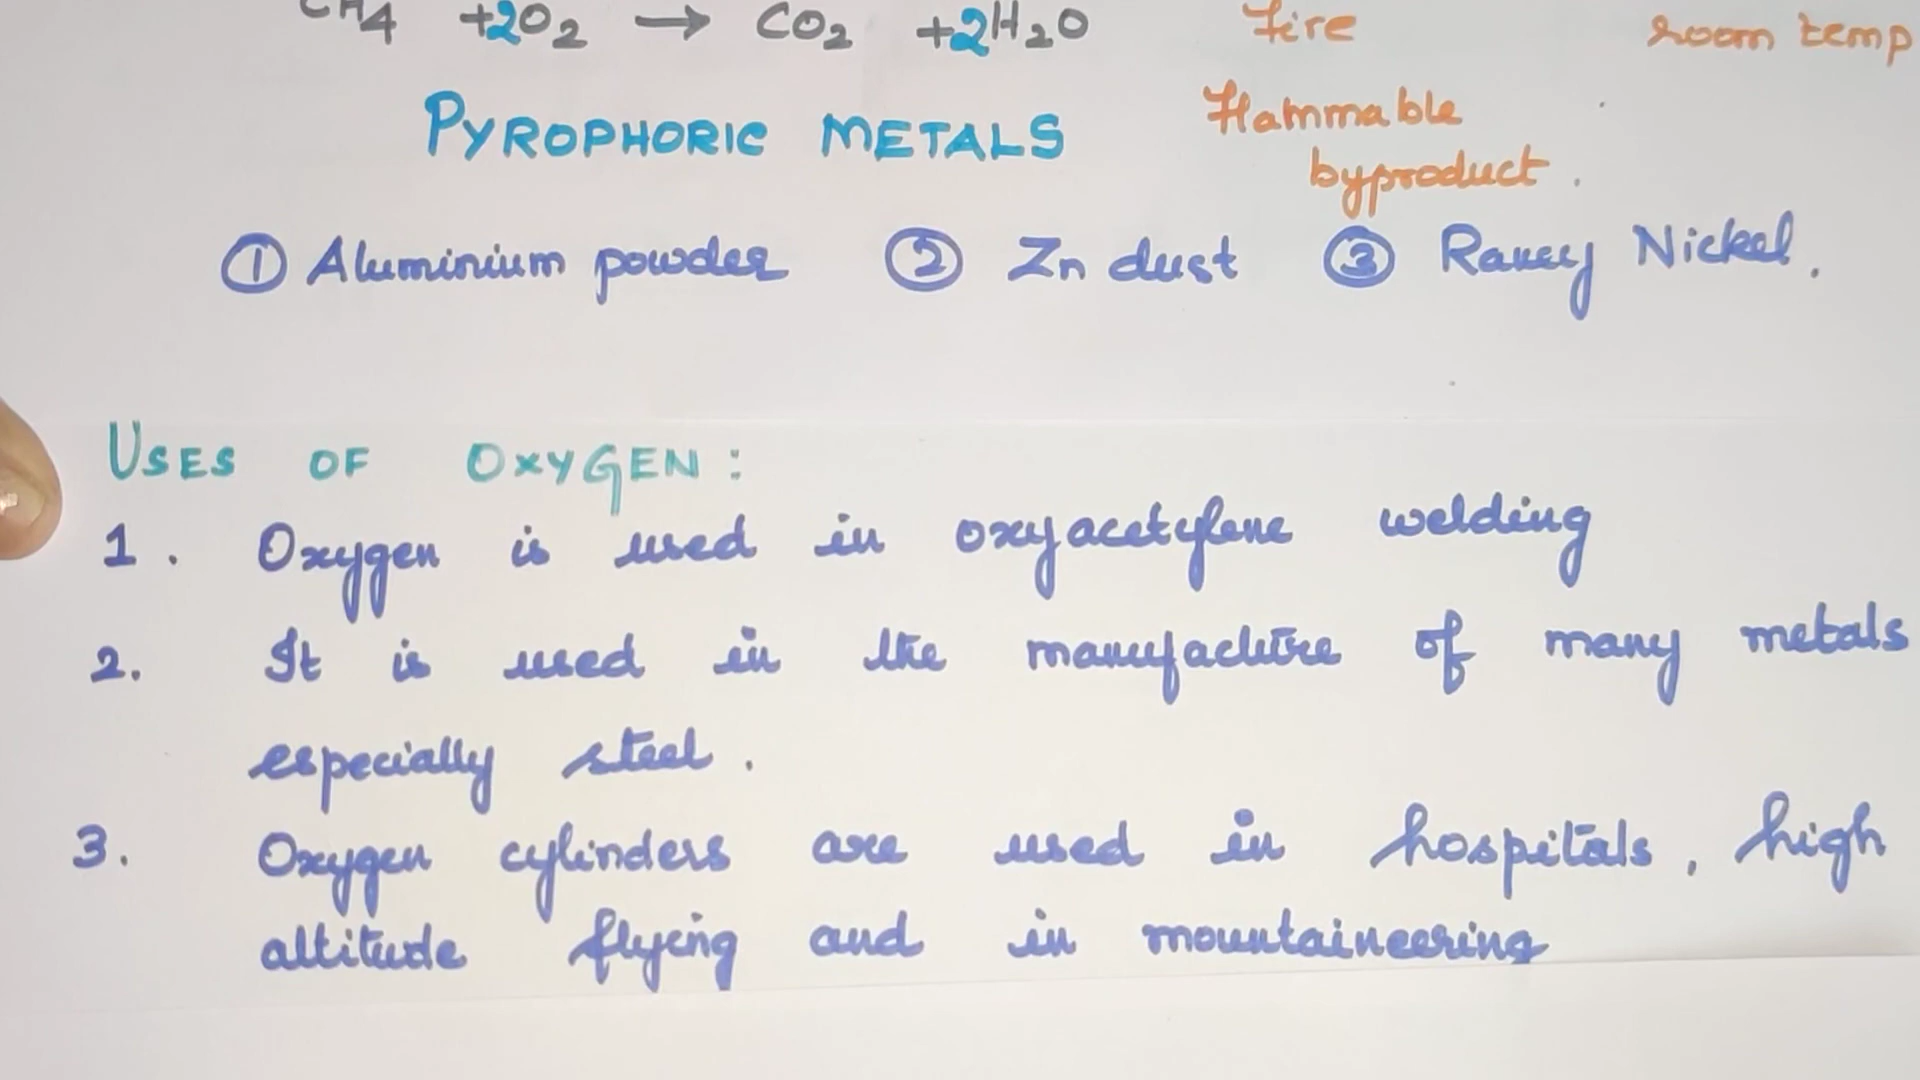 CH4 +2O2 → CO2 +2H2O Fire room temp
PYROPHORIC METALS Flammable
byproduct.
① Aluminium powder ② Zn dust ③ Raney Nickel.
USES OF OXYGEN:
1. Oxygen is used in oxyacetylene welding
2. It is used in the manufacture of many metals
especially steel.
3. Oxygen cylinders are used in hospitals, high
altitude flying and in mountaineering